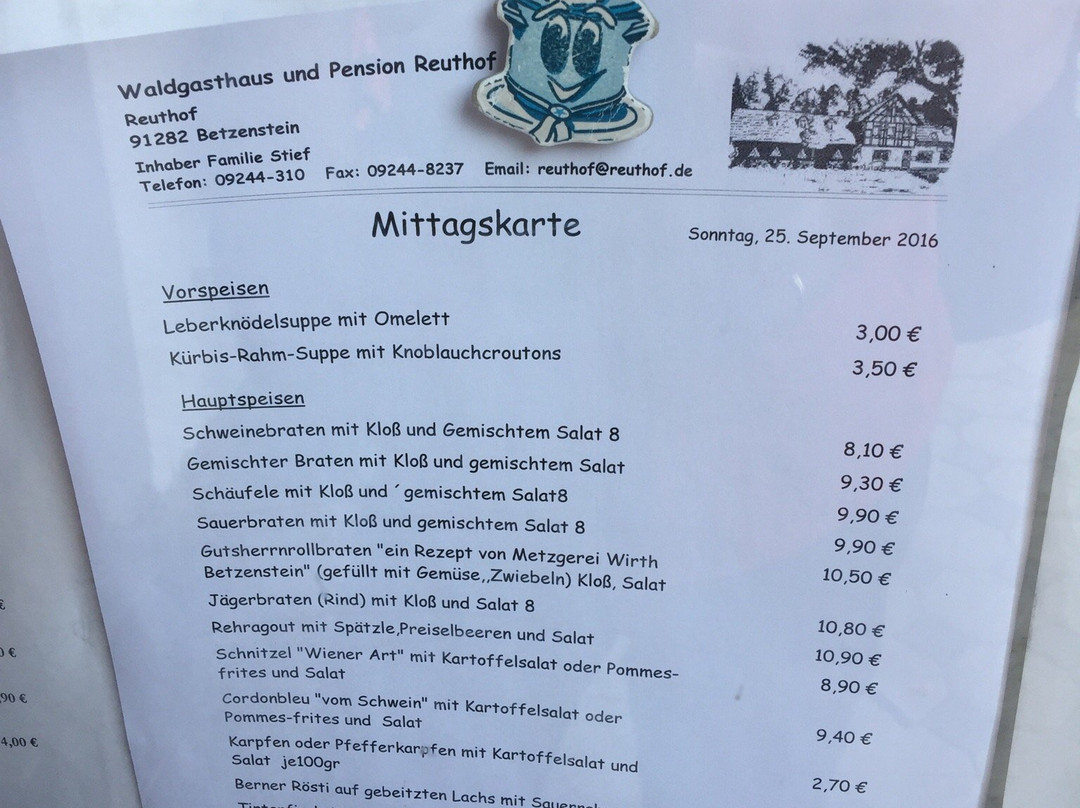 Waldgasthaus und Pension Reuthof
Reuthof
91282 Betzenstein
Inhaber Familie Stief
Telefon: 09244-310 Fax: 09244-8237 Email: reuthof@reuthof.de
Mittagskarte Sonntag, 25. September 2016
Vorspeisen
Leberknödelsuppe mit Omelett 3,00 €
Kürbis-Rahm-Suppe mit Knoblauchcroutons 3,50 €
Hauptspeisen
Schweinebraten mit Kloß und Gemischtem Salat 8 8,10 €
Gemischter Braten mit Kloß und gemischtem Salat 9,30 €
Schäufele mit Kloß und ´gemischtem Salat8 9,90 €
Sauerbraten mit Kloß und gemischtem Salat 8 9,90 €
Gutsherrnrollbraten "ein Rezept von Metzgerei Wirth 10,50 €
Betzenstein" (gefüllt mit Gemüse,,Zwiebeln) Kloß, Salat
Jägerbraten (Rind) mit Kloß und Salat 8 10,80 €
Rehragout mit Spätzle,Preiselbeeren und Salat 10,90 €
Schnitzel "Wiener Art" mit Kartoffelsalat oder Pommes- 8,90 €
frites und Salat
Cordonbleu "vom Schwein" mit Kartoffelsalat oder 9,40 €
Pommes-frites und Salat
Karpfen oder Pfefferkarpfen mit Kartoffelsalat und 2,70 €
Salat je100gr
Berner Rösti auf gebeitzten Lachs mit
€
0 €
,90 €
4,00 €